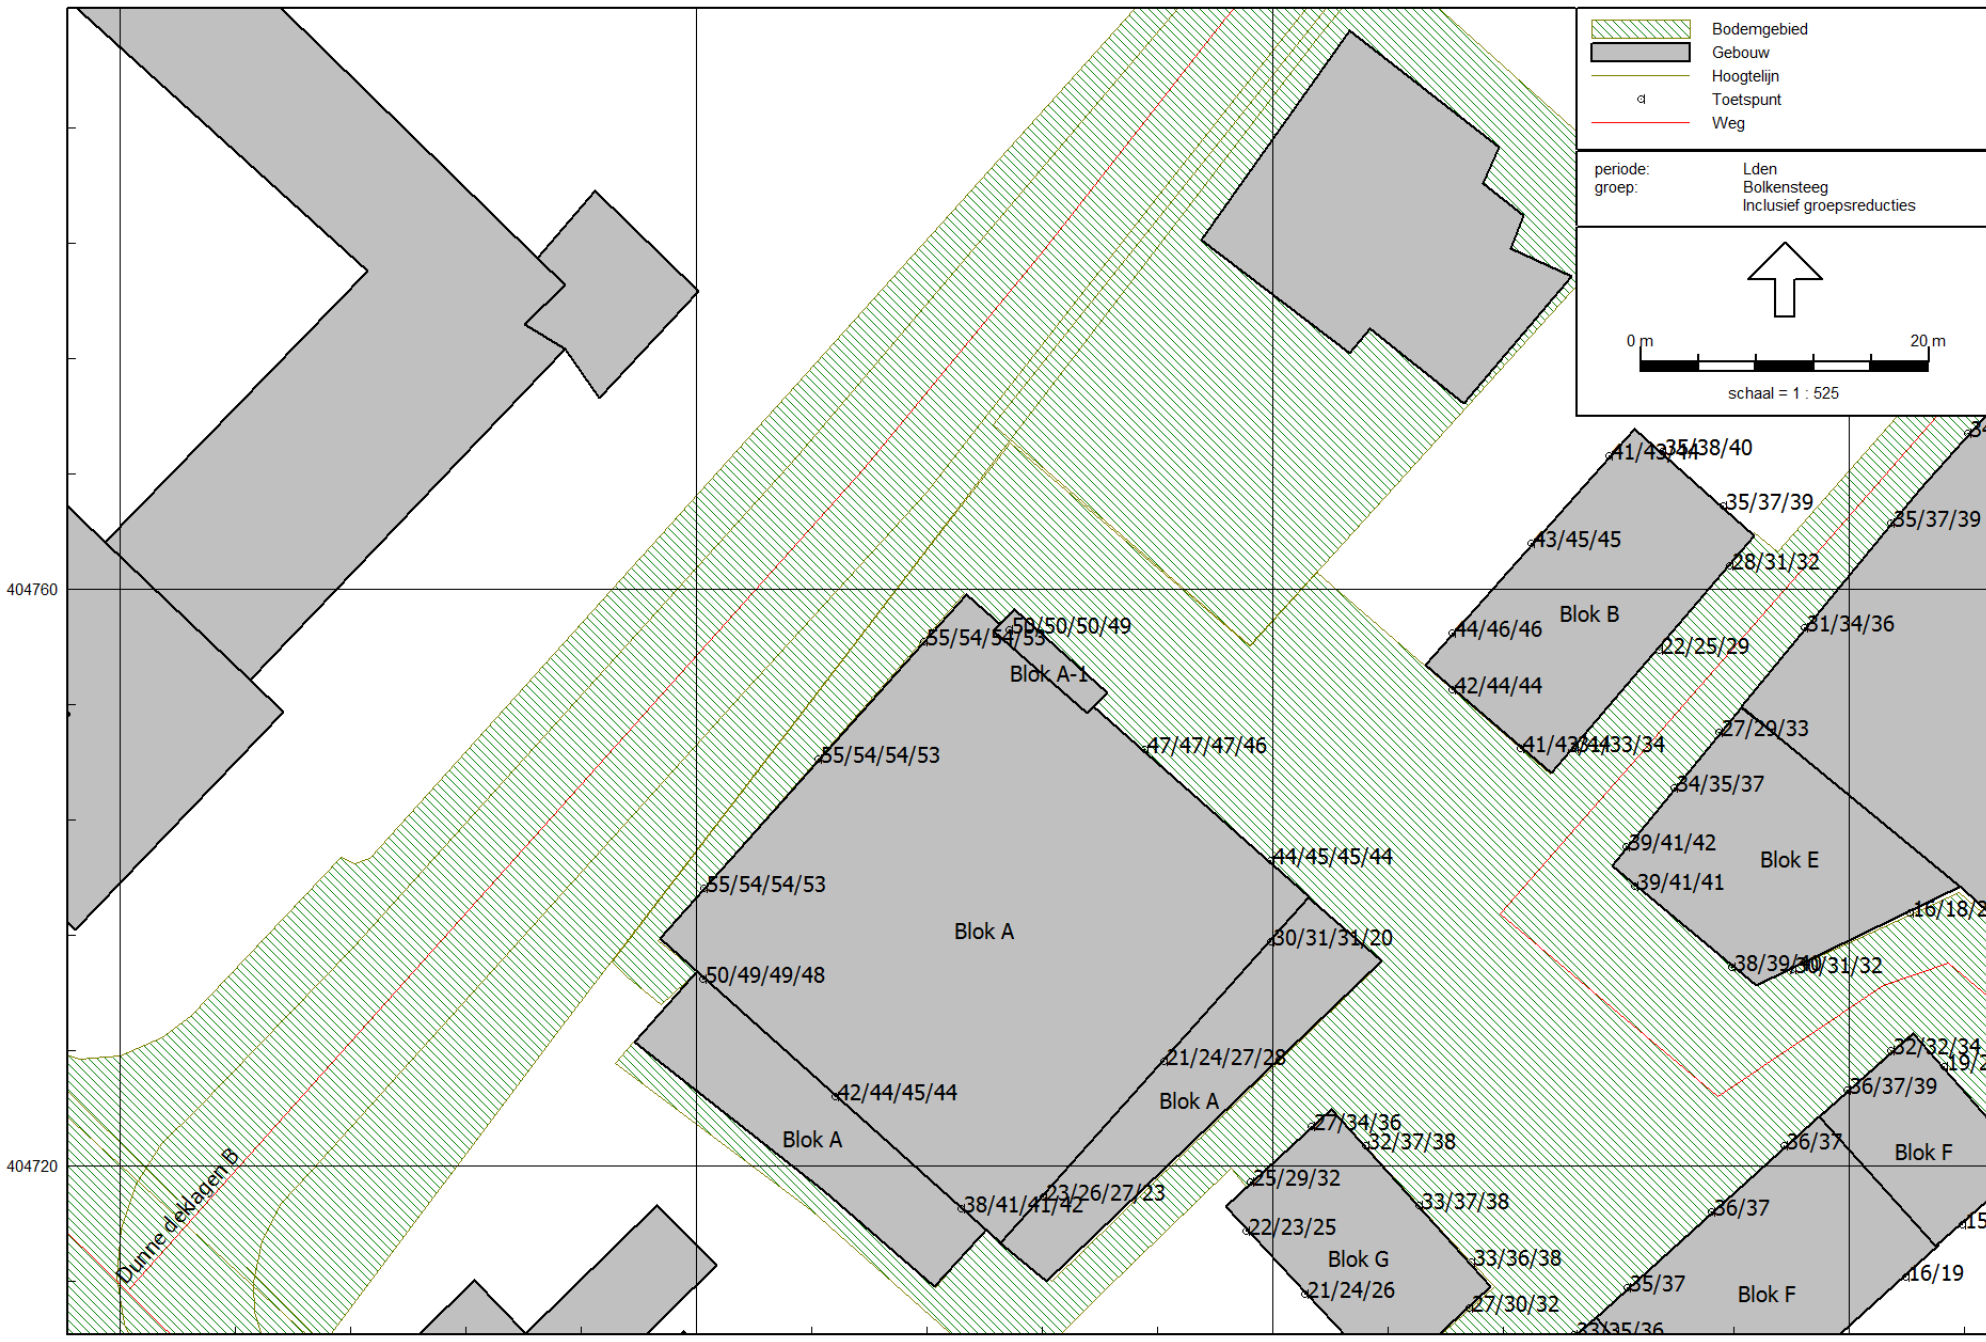 Bodemgebied
Gebouw
Hoogtelijn
Toetspunt
Weg
periode: Lden
groep: Bolkensteeg
Inclusief groepsreducties
0 m 20 m
schaal = 1 : 525
35/38/40
35/37/39
43/45/45
35/37/39
28/31/32
404760
Blok B
50/50/50/49
31/34/36
44/46/46
22/25/29
Blok A-1
42/44/44
27/29/33
47/47/47/46
55/54/54/53
34/35/37
39/41/42
44/45/45/44
Blok E
39/41/41
55/54/54/53
Blok A
30/31/31/20
50/49/49/48
38/39/40
30/31/32
32/32/34
21/24/27/28
36/37/39
42/44/45/44
Blok A
27/34/36
Blok A
32/37/38
36/37
Blok F
404720
Dunne deklagen B
25/29/32
23/26/27/23
38/41/41/42
33/37/38
36/37
22/23/25
Blok G
33/36/38
16/19
35/37
21/24/26
Blok F
27/30/32
33/35/36